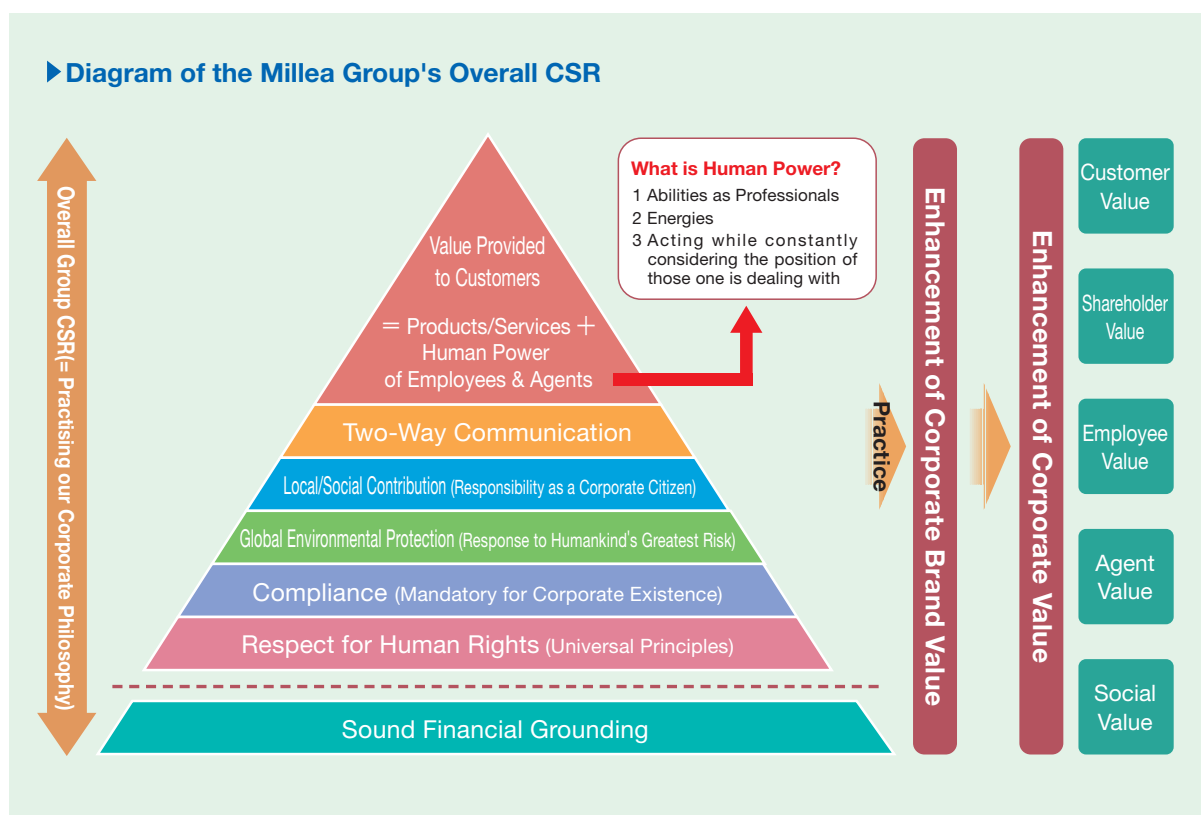 Diagram of the Millea Group's Overall CSR
Overall Group CSR(= Practising our Corporate Philosophy)
Value Provided
to Customers
= Products/Services +
Human Power
of Employees & Agents
Two-Way Communication
Local/Social Contribution (Responsibility as a Corporate Citizen)
Global Environmental Protection (Response to Humankind's Greatest Risk)
Compliance (Mandatory for Corporate Existence)
Respect for Human Rights (Universal Principles)
Sound Financial Grounding
What is Human Power?
1 Abilities as Professionals
2 Energies
3 Acting while constantly
considering the position of
those one is dealing with
Practice
Enhancement of Corporate Brand Value
Enhancement of Corporate Value
Customer
Value
Shareholder
Value
Employee
Value
Agent
Value
Social
Value